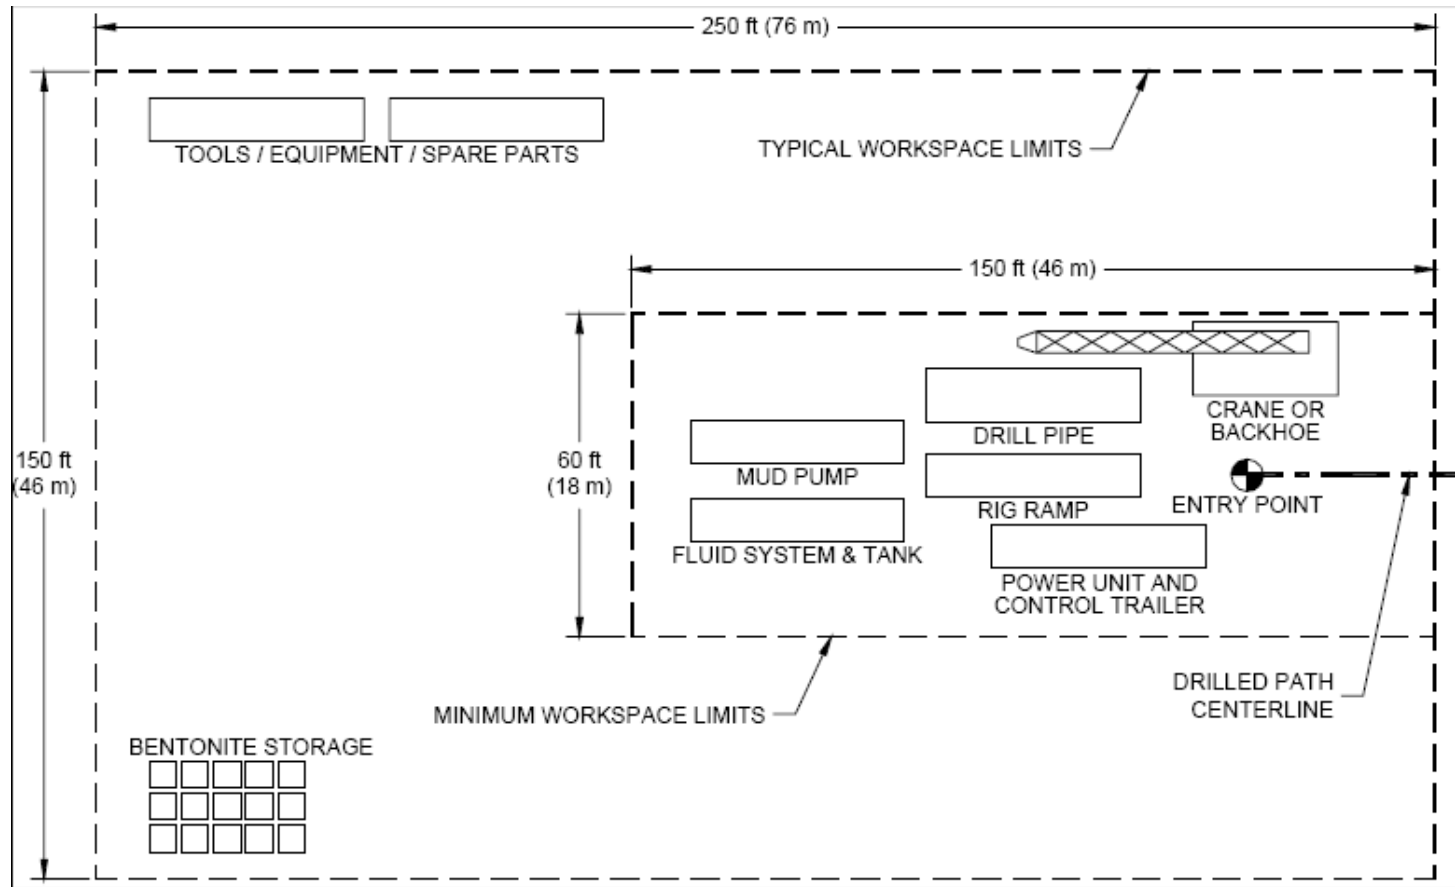 250 ft (76 m)
TOOLS / EQUIPMENT / SPARE PARTS
TYPICAL WORKSPACE LIMITS
150 ft (46 m)
150 ft
(46 m)
60 ft
(18 m)
CRANE OR
BACKHOE
DRILL PIPE
MUD PUMP
ENTRY POINT
RIG RAMP
FLUID SYSTEM & TANK
POWER UNIT AND
CONTROL TRAILER
DRILLED PATH
CENTERLINE
MINIMUM WORKSPACE LIMITS
BENTONITE STORAGE